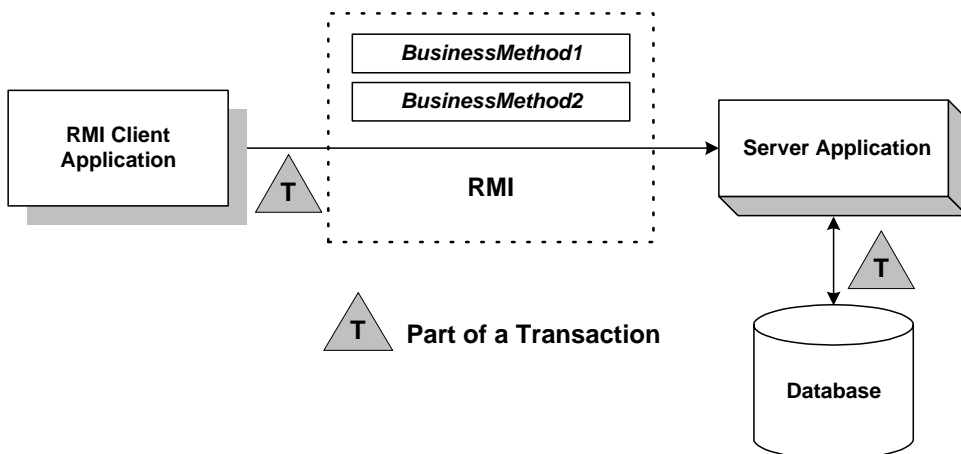 BusinessMethod1
BusinessMethod2
RMI Client
Application
Server Application
T
RMI
T
T
Part of a Transaction
Database